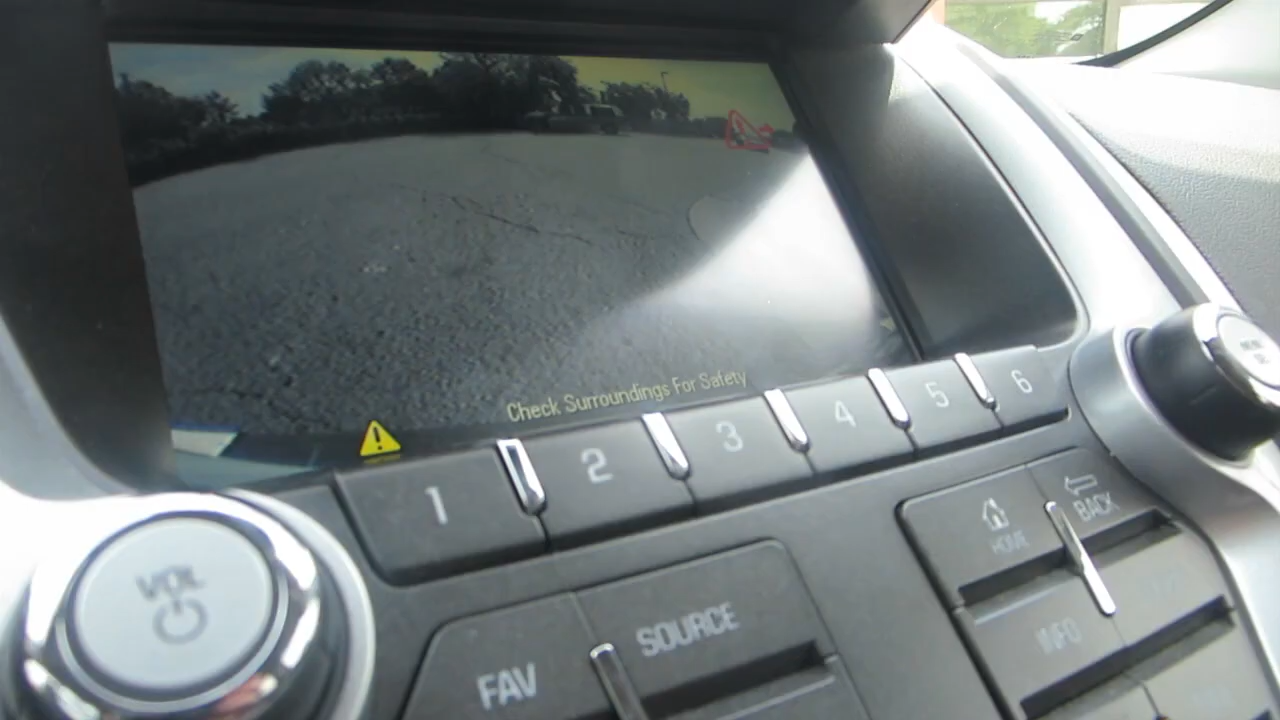 Check Surroundings For Safety
1 2 3 4 5 6
VOL
HOME
BACK
FAV
SOURCE
INFO